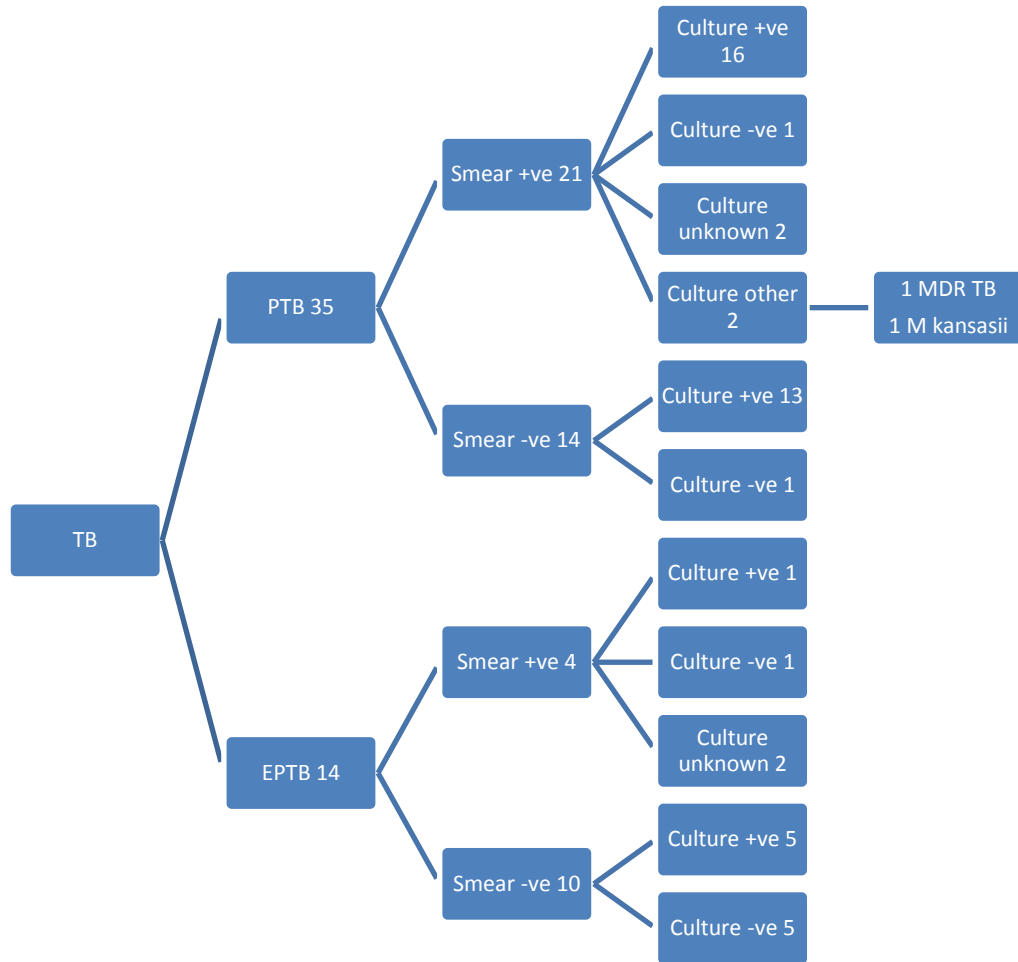 TB
PTB 35
EPTB 14
Smear +ve 21
Smear -ve 14
Smear +ve 4
Smear -ve 10
Culture +ve
16
Culture -ve 1
Culture
unknown 2
Culture other
2
Culture +ve 13
Culture -ve 1
Culture +ve 1
Culture -ve 1
Culture
unknown 2
Culture +ve 5
Culture -ve 5
1 MDR TB
1 M kansasii